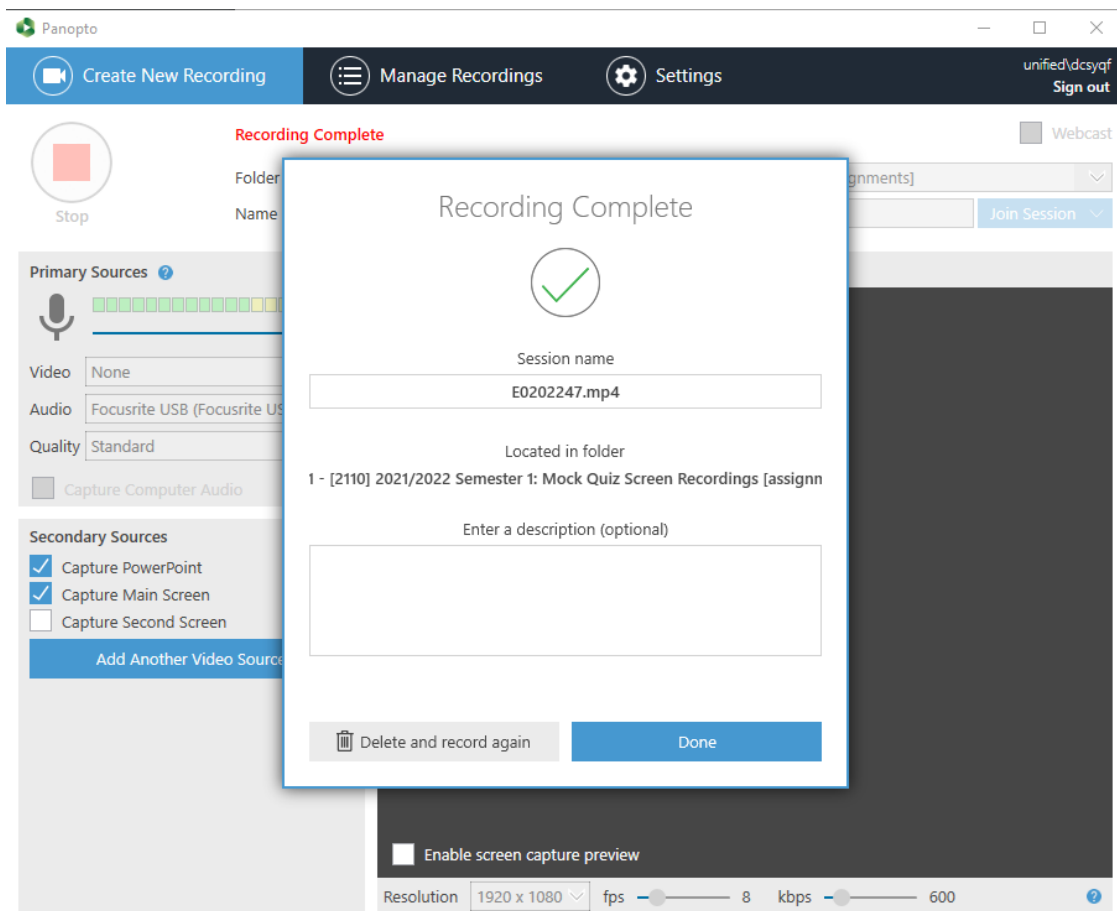 Panopto
Create New Recording
Manage Recordings
Settings
unified\dcsyqf
Sign out
Recording Complete
Webcast
Folder
gnments]
Stop
Name
Join Session
Recording Complete
Primary Sources
Session name
E0202247.mp4
Video None
Audio Focusrite USB (Focusrite US
Quality Standard
Capture Computer Audio
Located in folder
1 - [2110] 2021/2022 Semester 1: Mock Quiz Screen Recordings [assignn
Enter a description (optional)
Secondary Sources
Capture PowerPoint
Capture Main Screen
Capture Second Screen
Add Another Video Source
Delete and record again
Done
Enable screen capture preview
Resolution 1920 x 1080 fps 8 kbps 600